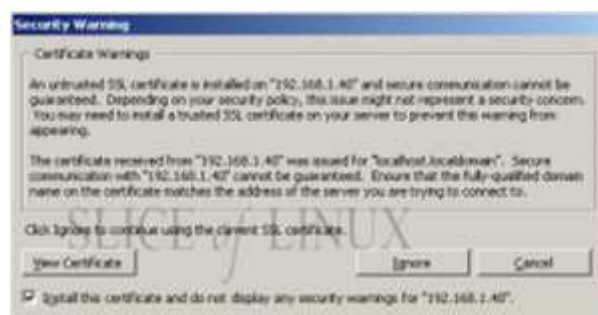 Security Warning
Certificate Warnings
An untrusted SSL certificate is installed on "192.168.1.40" and secure communication cannot be
guaranteed. Depending on your security policy, this issue might not represent a security concern.
You may need to install a trusted SSL certificate on your server to prevent this warning from
appearing.
The certificate received from "192.168.1.40" was issued for "localhost.localdomain". Secure
communication with "192.168.1.40" cannot be guaranteed. Ensure that the fully-qualified domain
name on the certificate matches the address of the server you are trying to connect to.
Click Ignore to continue using the current SSL certificate.
SLICE of LINUX
View Certificate
Ignore
Cancel
Install this certificate and do not display any security warnings for "192.168.1.40".